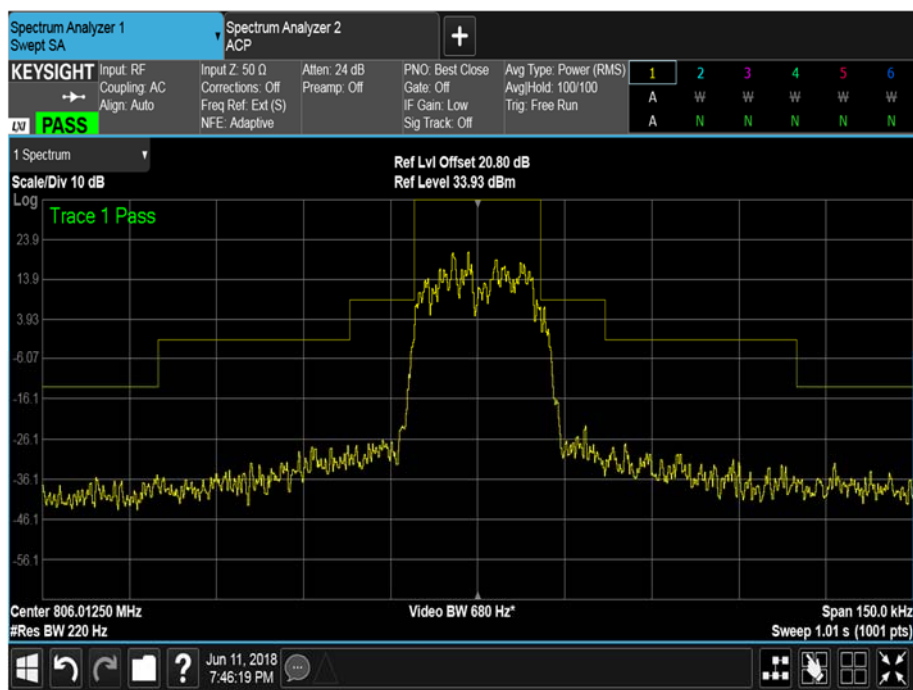 Spectrum Analyzer 1
Swept SA
Spectrum Analyzer 2
ACP
+
KEYSIGHT
LXI PASS
Input: RF
Coupling: AC
Align: Auto
Input Z: 50 Ω
Corrections: Off
Freq Ref: Ext (S)
NFE: Adaptive
Atten: 24 dB
Preamp: Off
PNO: Best Close
Gate: Off
IF Gain: Low
Sig Track: Off
Avg Type: Power (RMS)
Avg|Hold: 100/100
Trig: Free Run
1 2 3 4 5 6
A W W W W W
A N N N N N
1 Spectrum
Scale/Div 10 dB
Ref Lvl Offset 20.80 dB
Ref Level 33.93 dBm
Log
Trace 1 Pass
23.9
13.9
3.93
-6.07
-16.1
-26.1
-36.1
-46.1
-56.1
Center 806.01250 MHz
#Res BW 220 Hz
Video BW 680 Hz*
Span 150.0 kHz
Sweep 1.01 s (1001 pts)
?
Jun 11, 2018
7:46:19 PM